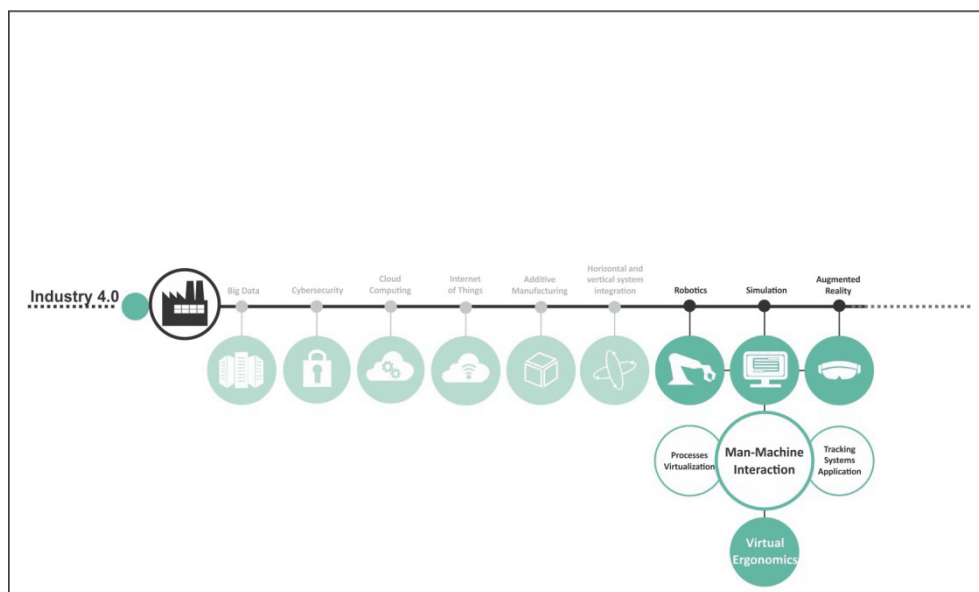 Industry 4.0
Big Data
Cybersecurity
Cloud
Computing
Internet
of Things
Additive
Manufacturing
Horizontal and
vertical system
integration
Robotics
Simulation
Augmented
Reality
Processes
Virtualization
Man-Machine
Interaction
Tracking
Systems
Application
Virtual
Ergonomics